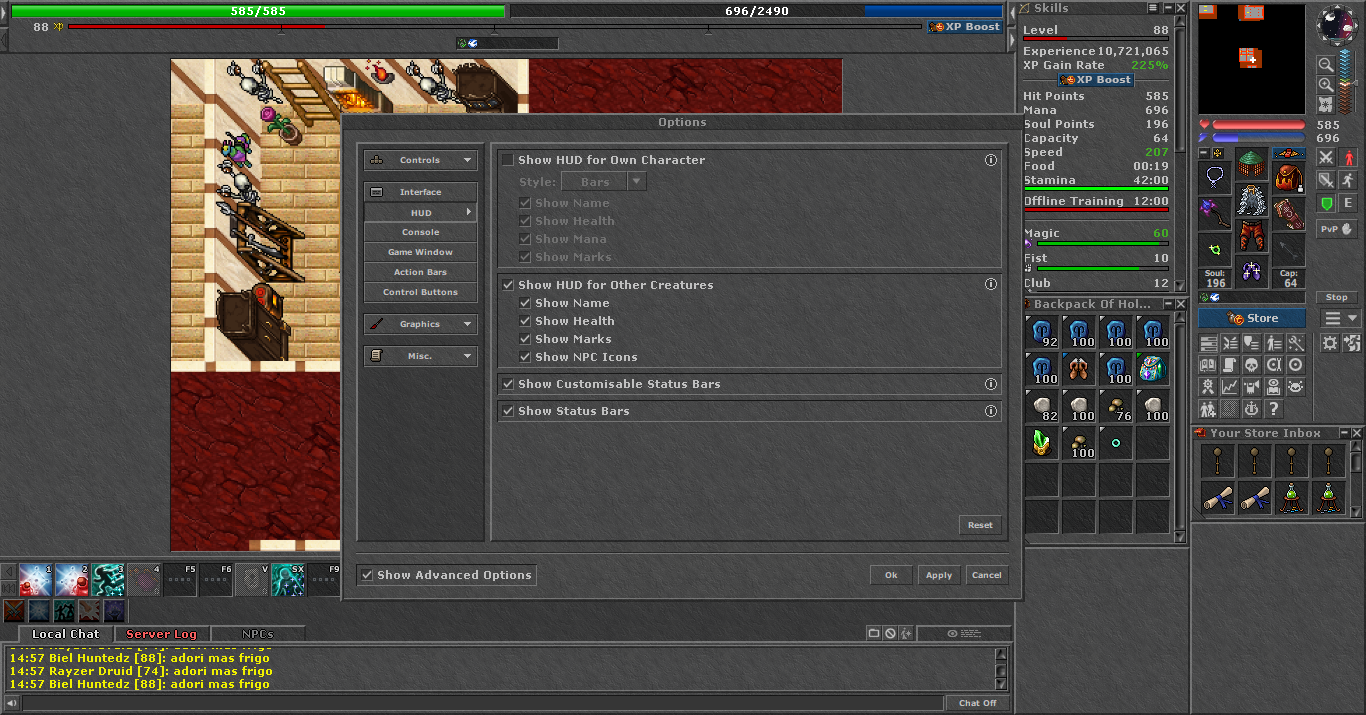 585/585
696/2490
88 XP
XP Boost
Options
Controls
Interface
HUD
Console
Game Window
Action Bars
Control Buttons
Graphics
Misc.
Show HUD for Own Character
Style: Bars
Show Name
Show Health
Show Mana
Show Marks
Show HUD for Other Creatures
Show Name
Show Health
Show Marks
Show NPC Icons
Show Customisable Status Bars
Show Status Bars
Reset
Show Advanced Options
Ok Apply Cancel
Skills
Level 88
Experience 10,721,065
XP Gain Rate 225%
XP Boost
Hit Points 585
Mana 696
Soul Points 196
Capacity 64
Speed 207
Food 00:19
Stamina 42:00
Offline Training 12:00
Magic 60
Fist 10
Club 12
Backpack Of Hol...
92 100 100 100
100 100
82 100 76 100
100
585
696
Soul:
196
Cap:
64
E
PvP
Stop
Store
?
Your Store Inbox
1 2 3 4 F5 F6 V SX F9
Local Chat Server Log NPCs
14:57 Biel Huntedz [88]: adori mas frigo
14:57 Rayzer Druid [74]: adori mas frigo
14:57 Biel Huntedz [88]: adori mas frigo
Chat Off